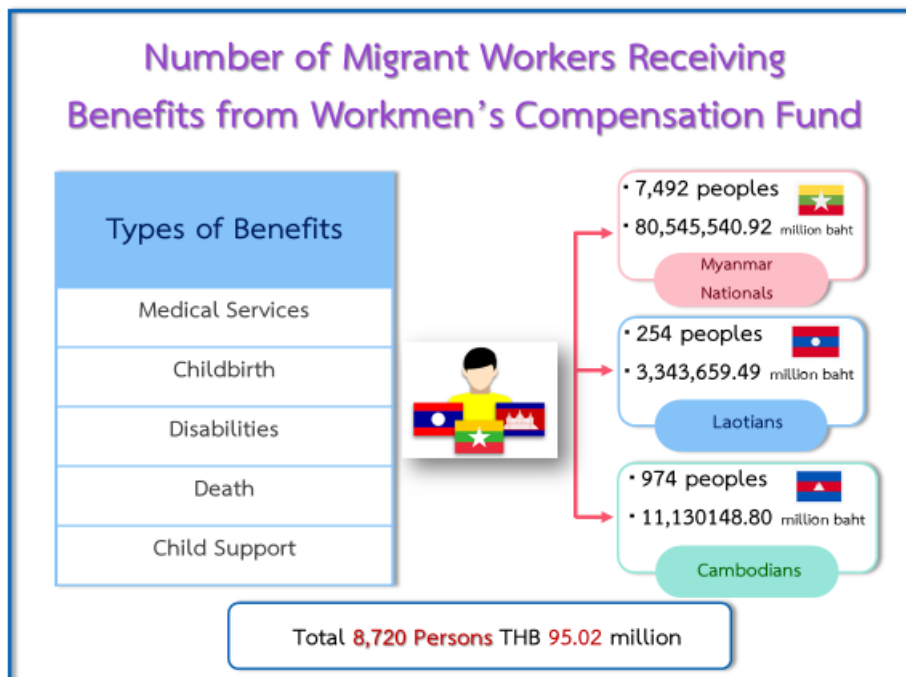 Number of Migrant Workers Receiving
Benefits from Workmen's Compensation Fund
Types of Benefits
Medical Services
Childbirth
Disabilities
Death
Child Support
· 7,492 peoples
· 80,545,540.92 million baht
Myanmar
Nationals
· 254 peoples
· 3,343,659.49 million baht
Laotians
· 974 peoples
· 11,130148.80 million baht
Cambodians
Total 8,720 Persons THB 95.02 million